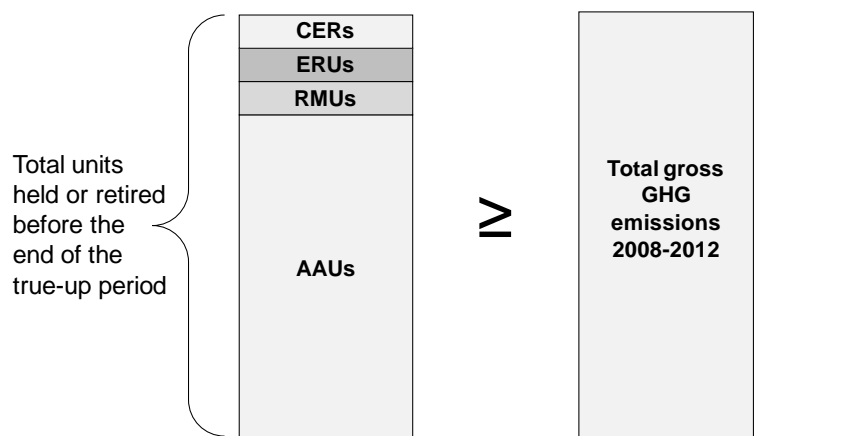 CERs
ERUs
RMUs
AAUs
Total units
held or retired
before the
end of the
true-up period
≥
Total gross
GHG
emissions
2008-2012